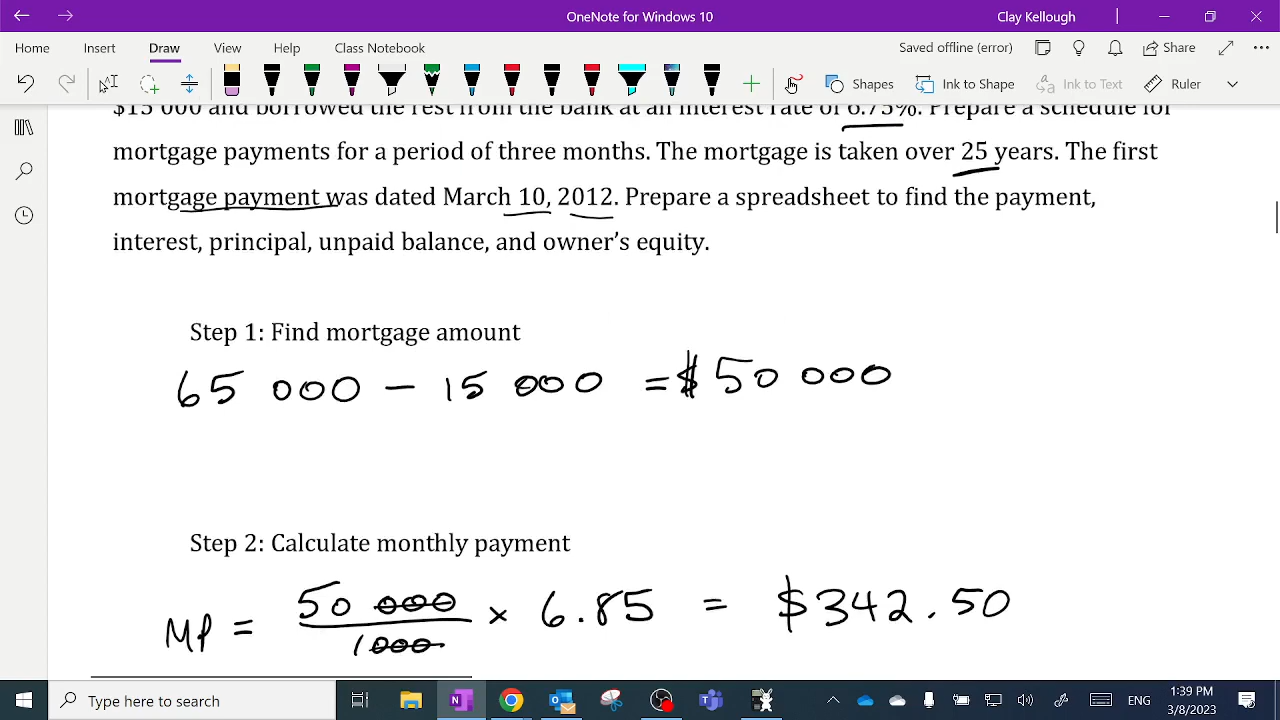 OneNote for Windows 10
Clay Kellough
Home Insert Draw View Help Class Notebook
Saved offline (error) Share
Shapes Ink to Shape Ink to Text Ruler
$15 000 and borrowed the rest from the bank at an interest rate of 6.75%. Prepare a schedule for
mortgage payments for a period of three months. The mortgage is taken over 25 years. The first
mortgage payment was dated March 10, 2012. Prepare a spreadsheet to find the payment,
interest, principal, unpaid balance, and owner's equity.
Step 1: Find mortgage amount
65 000 - 15 000 = $50 000
Step 2: Calculate monthly payment
MP = 50 000
1000 × 6.85 = $342.50
Type here to search
ENG
1:39 PM
3/8/2023